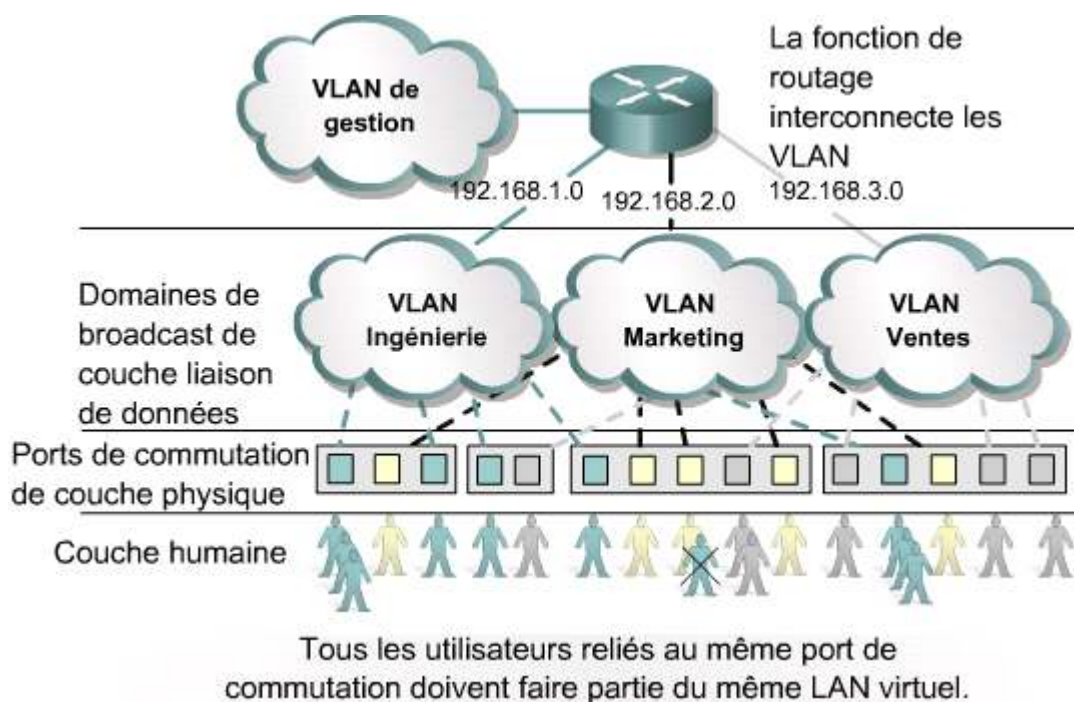 VLAN de
gestion
La fonction de
routage
interconnecte les
VLAN
192.168.1.0
192.168.2.0
192.168.3.0
Domaines de
broadcast de
couche liaison
de données
VLAN
Ingénierie
VLAN
Marketing
VLAN
Ventes
Ports de commutation
de couche physique
Couche humaine
Tous les utilisateurs reliés au même port de
commutation doivent faire partie du même LAN virtuel.